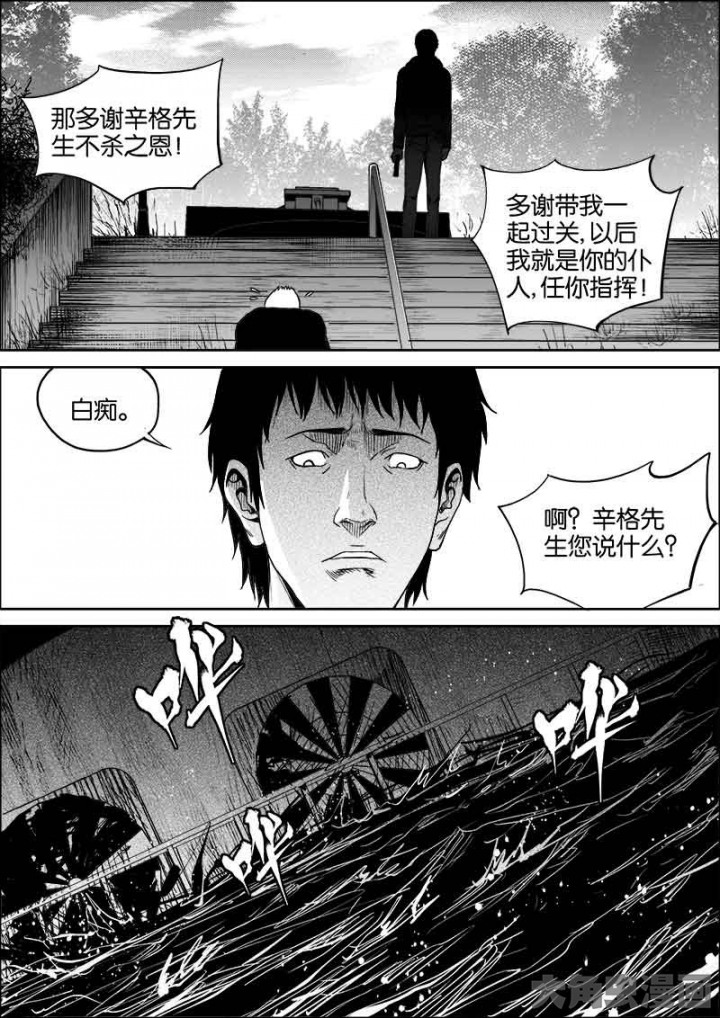 那多谢辛格先
生不杀之恩！
多谢带我一
起过关，以后
我就是你的仆
人，任你指挥！
白痴。
啊？辛格先
生您说什么？
哗
哗
哗